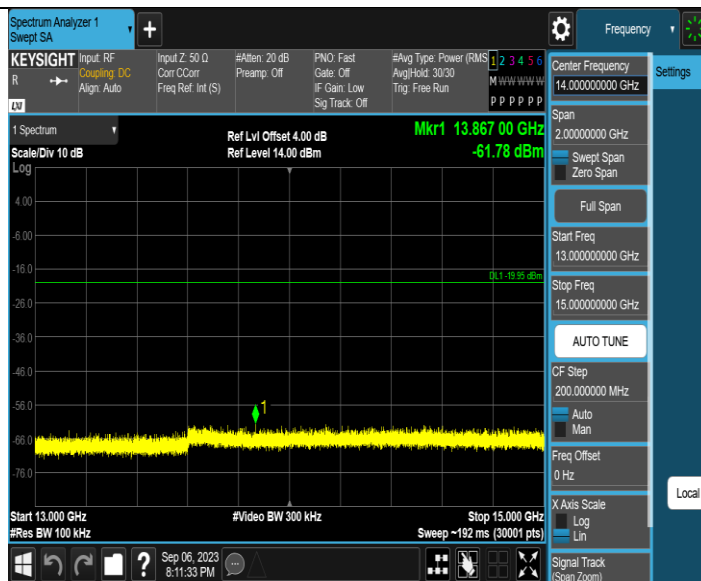 Spectrum Analyzer 1
Swept SA
+
Frequency
KEYSIGHT
R
LXI
Input: RF
Coupling: DC
Align: Auto
Input Z: 50 Ω
Corr CCorr
Freq Ref: Int (S)
#Atten: 20 dB
Preamp: Off
PNO: Fast
Gate: Off
IF Gain: Low
Sig Track: Off
#Avg Type: Power (RMS
Avg|Hold: 30/30
Trig: Free Run
1 2 3 4 5 6
M W W W W W
P P P P P P
1 Spectrum
Scale/Div 10 dB
Log
Ref Lvl Offset 4.00 dB
Ref Level 14.00 dBm
Mkr1 13.867 00 GHz
-61.78 dBm
4.00
-6.00
-16.0
DL1 -19.95 dBm
-26.0
-36.0
-46.0
-56.0
1
-66.0
-76.0
Start 13.000 GHz
#Res BW 100 kHz
#Video BW 300 kHz
Stop 15.000 GHz
Sweep ~192 ms (30001 pts)
?
Sep 06, 2023
8:11:33 PM
Center Frequency
14.000000000 GHz
Span
2.00000000 GHz
Swept Span
Zero Span
Full Span
Start Freq
13.000000000 GHz
Stop Freq
15.000000000 GHz
AUTO TUNE
CF Step
200.000000 MHz
Auto
Man
Freq Offset
0 Hz
X Axis Scale
Log
Lin
Signal Track
(Span Zoom)
Settings
Local